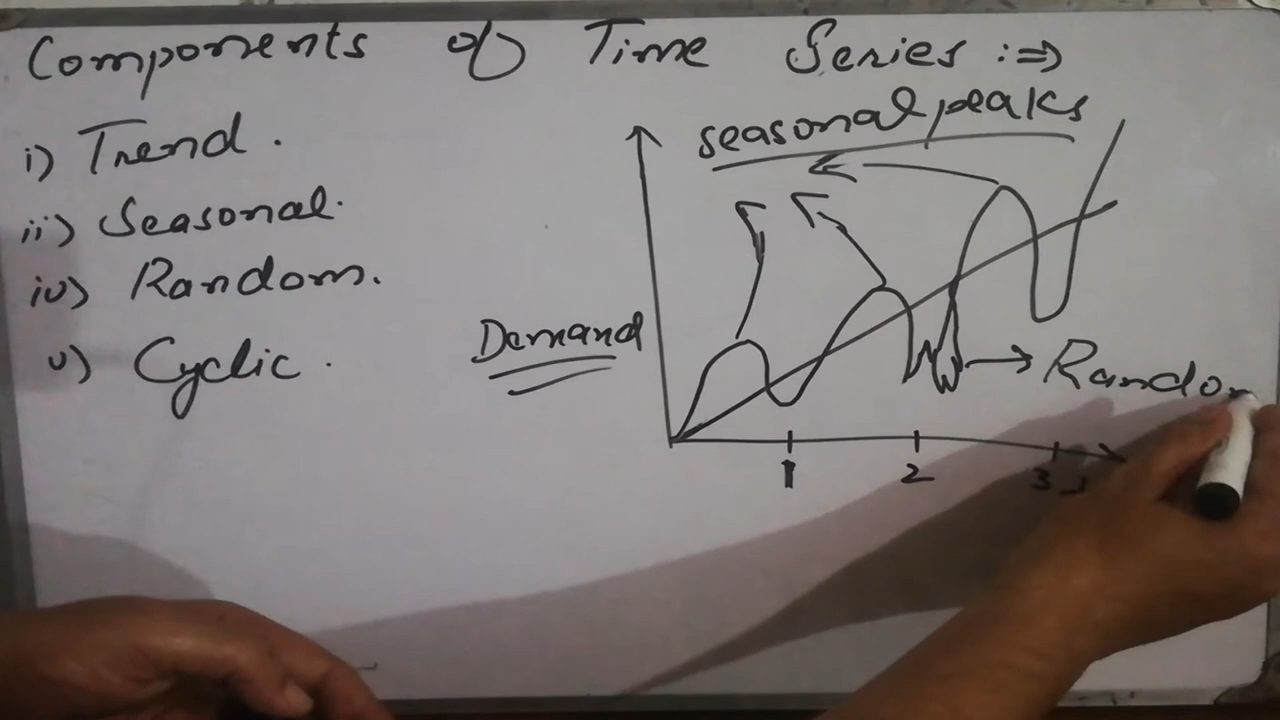 Components of Time Series :⇒
i) Trend.
ii) Seasonal.
iv) Random.
v) Cyclic.
seasonal peaks
Demand
Random
1 2 3